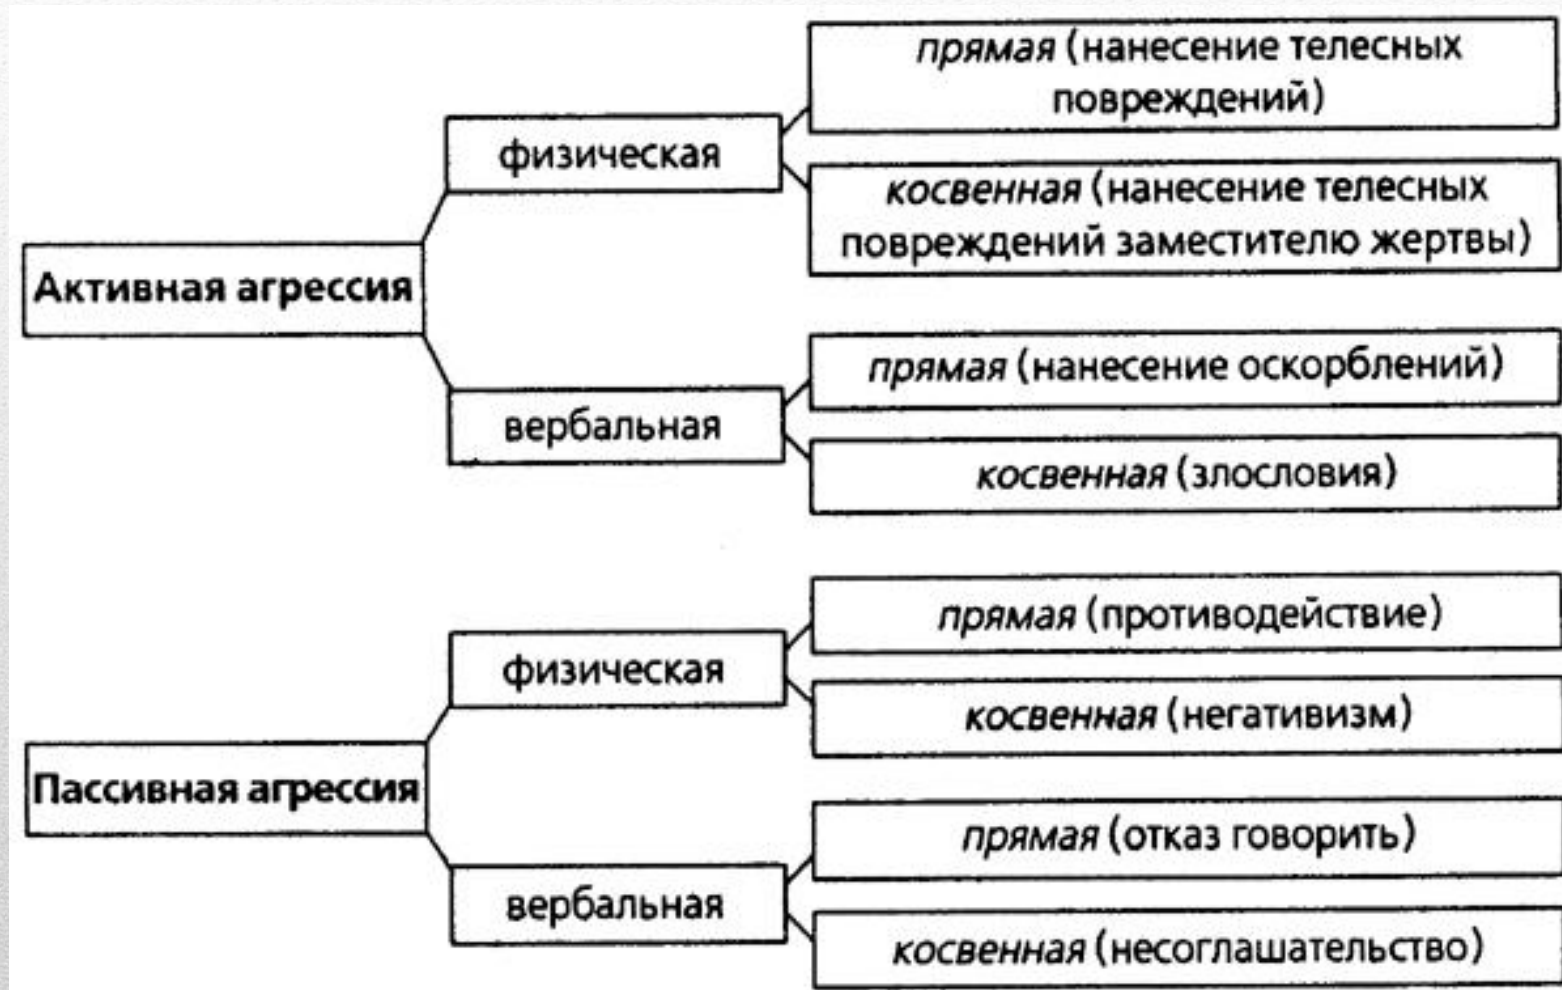 прямая (нанесение телесных
повреждений)
физическая
косвенная (нанесение телесных
повреждений заместителю жертвы)
Активная агрессия
прямая (нанесение оскорблений)
вербальная
косвенная (злословия)
прямая (противодействие)
физическая
косвенная (негативизм)
Пассивная агрессия
прямая (отказ говорить)
вербальная
косвенная (несоглашательство)